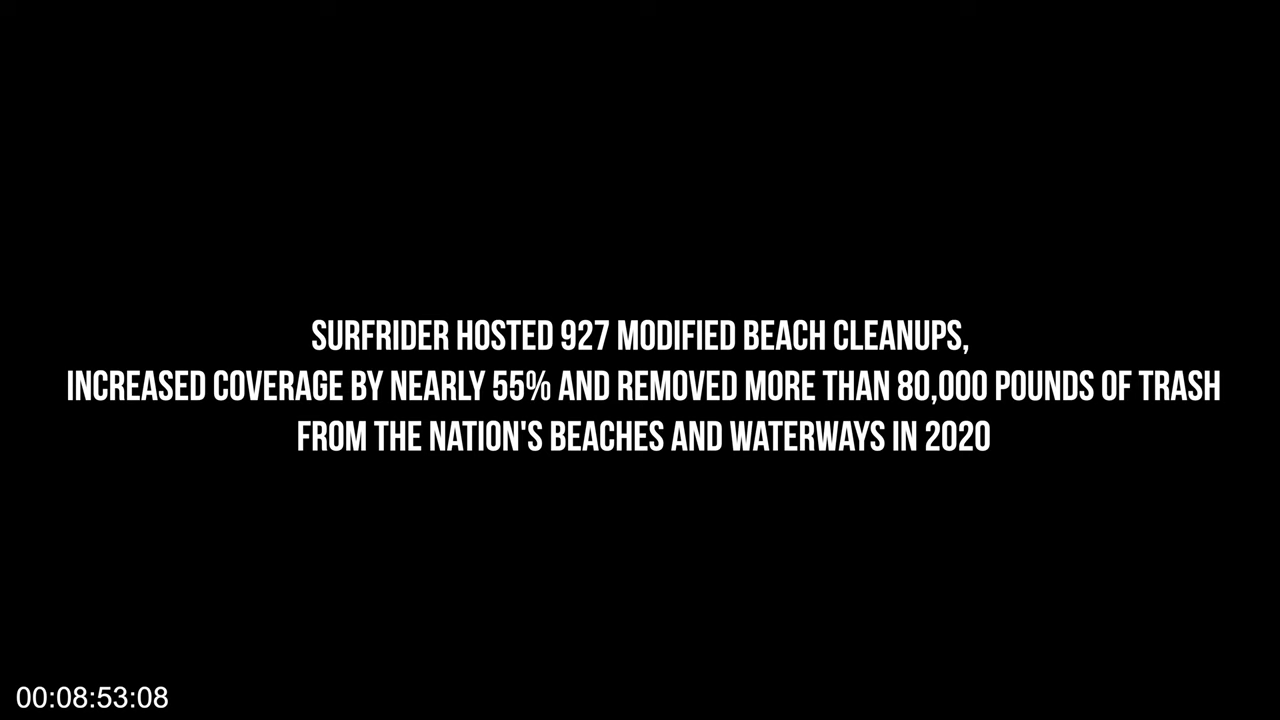 SURFRIDER HOSTED 927 MODIFIED BEACH CLEANUPS,
INCREASED COVERAGE BY NEARLY 55% AND REMOVED MORE THAN 80,000 POUNDS OF TRASH
FROM THE NATION'S BEACHES AND WATERWAYS IN 2020
00:08:53:08